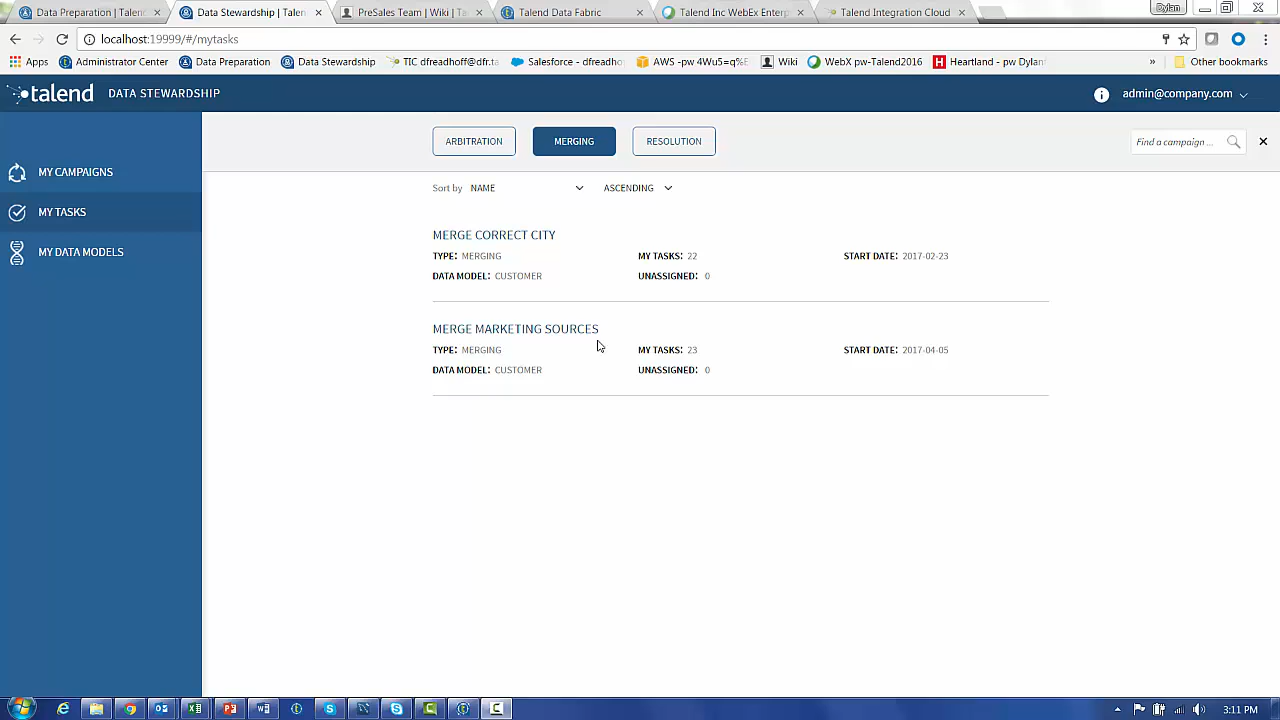 Data Preparation | Talen
Data Stewardship | Talen
PreSales Team | Wiki | Ta
Talend Data Fabric
Talend Inc WebEx Enterp
Talend Integration Cloud
Dylan
localhost:19999/#/mytasks
Apps
Administrator Center
Data Preparation
Data Stewardship
TIC dfreadhoff@dfr.ta
Salesforce - dfreadho
AWS -pw 4Wu5=q%E
Wiki
WebX pw-Talend2016
Heartland - pw Dylan
»
Other bookmarks
talend
DATA STEWARDSHIP
admin@company.com
MY CAMPAIGNS
MY TASKS
MY DATA MODELS
ARBITRATION
MERGING
RESOLUTION
Find a campaign ...
Sort by NAME
ASCENDING
MERGE CORRECT CITY
TYPE: MERGING
MY TASKS: 22
START DATE: 2017-02-23
DATA MODEL: CUSTOMER
UNASSIGNED: 0
MERGE MARKETING SOURCES
TYPE: MERGING
MY TASKS: 23
START DATE: 2017-04-05
DATA MODEL: CUSTOMER
UNASSIGNED: 0
3:11 PM